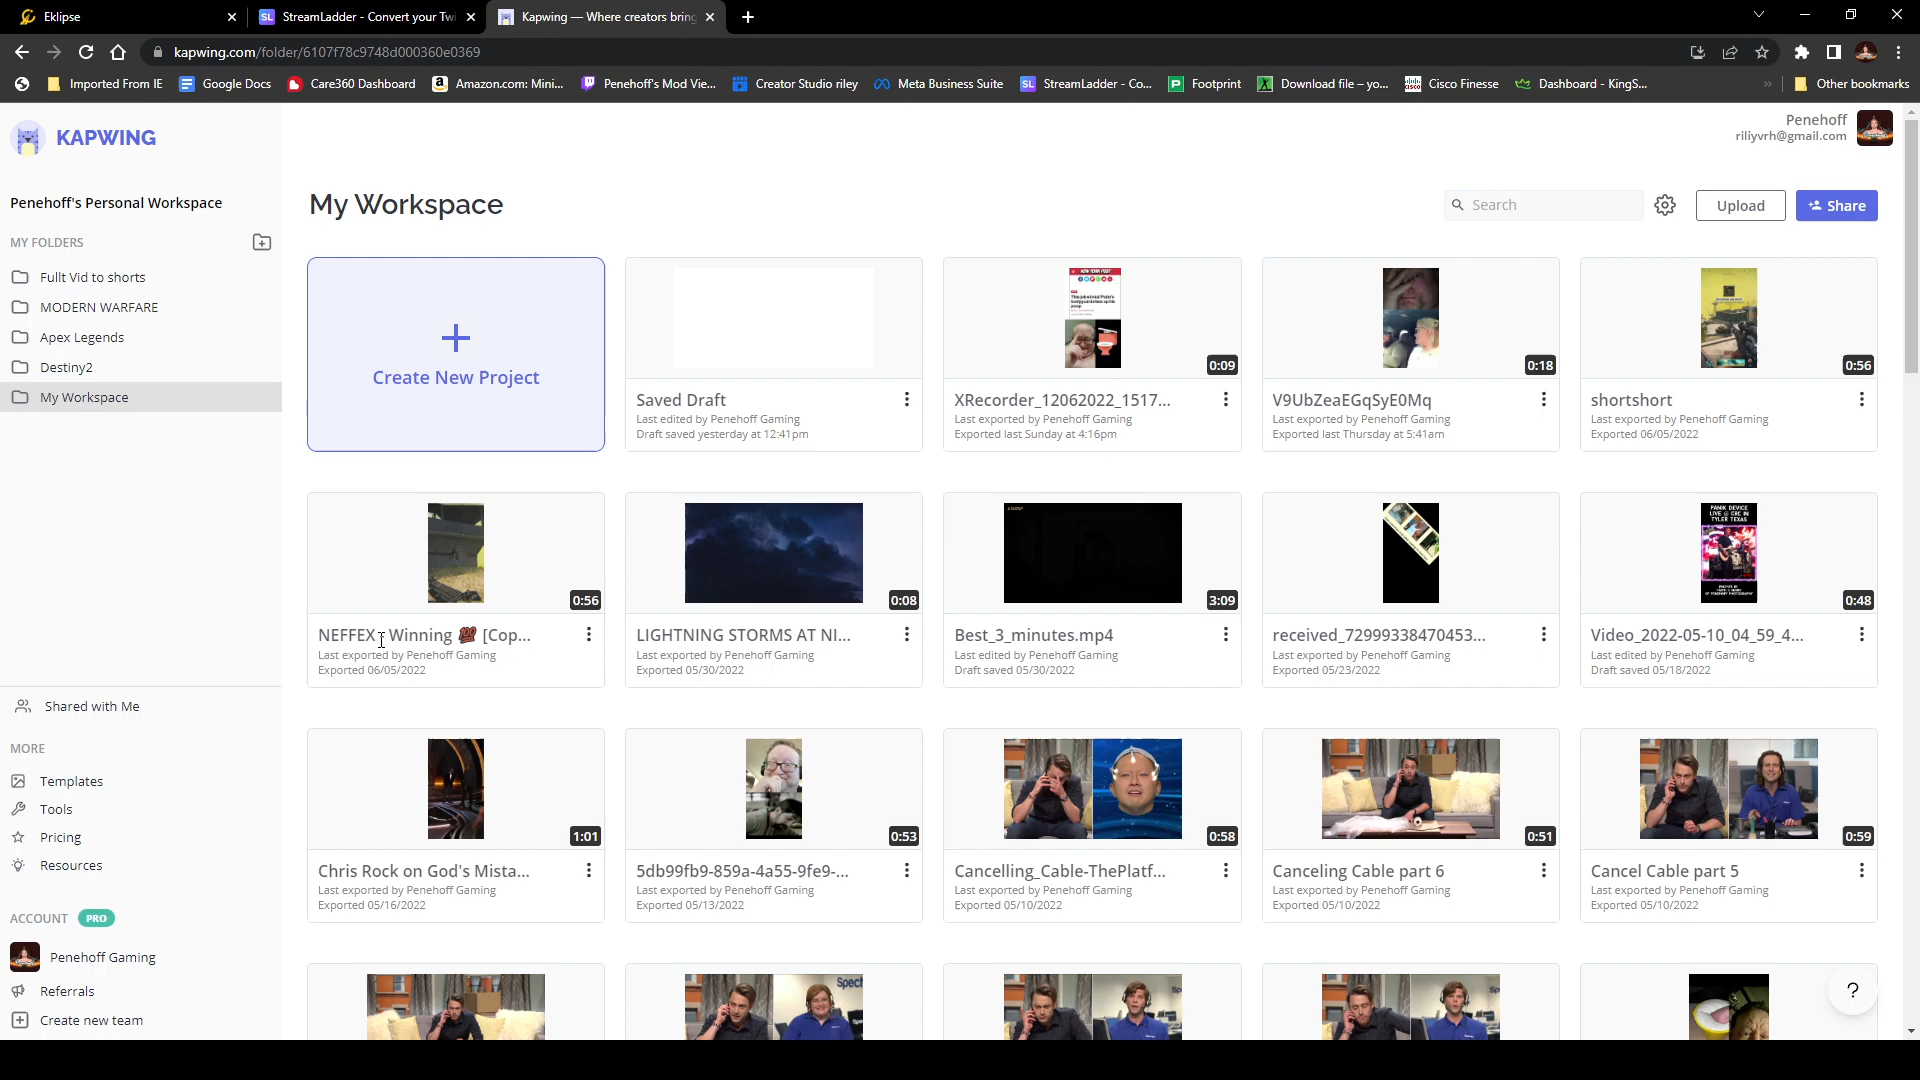 Eklipse
StreamLadder - Convert your Twi
Kapwing — Where creators bring
kapwing.com/folder/6107f78c9748d000360e0369
Imported From IE
Google Docs
Care360 Dashboard
Amazon.com: Mini...
Penehoff's Mod Vie...
Creator Studio riley
Meta Business Suite
StreamLadder - Co...
Footprint
Download file – yo...
Cisco Finesse
Dashboard - KingS...
»
Other bookmarks
KAPWING
Penehoff
riliyvrh@gmail.com
Penehoff's Personal Workspace
MY FOLDERS
Fullt Vid to shorts
MODERN WARFARE
Apex Legends
Destiny2
My Workspace
Shared with Me
MORE
Templates
Tools
Pricing
Resources
ACCOUNT PRO
Penehoff Gaming
Referrals
Create new team
My Workspace
Search
Upload
Share
Create New Project
Saved Draft
Last edited by Penehoff Gaming
Draft saved yesterday at 12:41pm
NEW YORK POST
0:09
XRecorder_12062022_1517...
Last exported by Penehoff Gaming
Exported last Sunday at 4:16pm
0:18
V9UbZeaEGqSyE0Mq
Last exported by Penehoff Gaming
Exported last Thursday at 5:41am
0:56
shortshort
Last exported by Penehoff Gaming
Exported 06/05/2022
0:56
NEFFEX - Winning 💯 [Cop...
Last exported by Penehoff Gaming
Exported 06/05/2022
0:08
LIGHTNING STORMS AT NI...
Last exported by Penehoff Gaming
Exported 05/30/2022
3:09
Best_3_minutes.mp4
Last edited by Penehoff Gaming
Draft saved 05/30/2022
received_72999338470453...
Last exported by Penehoff Gaming
Exported 05/23/2022
PANIK DEVICE
LIVE @ CRC IN
TYLER TEXAS
0:48
Video_2022-05-10_04_59_4...
Last edited by Penehoff Gaming
Draft saved 05/18/2022
1:01
Chris Rock on God's Mista...
Last exported by Penehoff Gaming
Exported 05/16/2022
0:53
5db99fb9-859a-4a55-9fe9-...
Last exported by Penehoff Gaming
Exported 05/13/2022
0:58
Cancelling_Cable-ThePlatf...
Last exported by Penehoff Gaming
Exported 05/10/2022
0:51
Canceling Cable part 6
Last exported by Penehoff Gaming
Exported 05/10/2022
0:59
Cancel Cable part 5
Last exported by Penehoff Gaming
Exported 05/10/2022
Spech
?